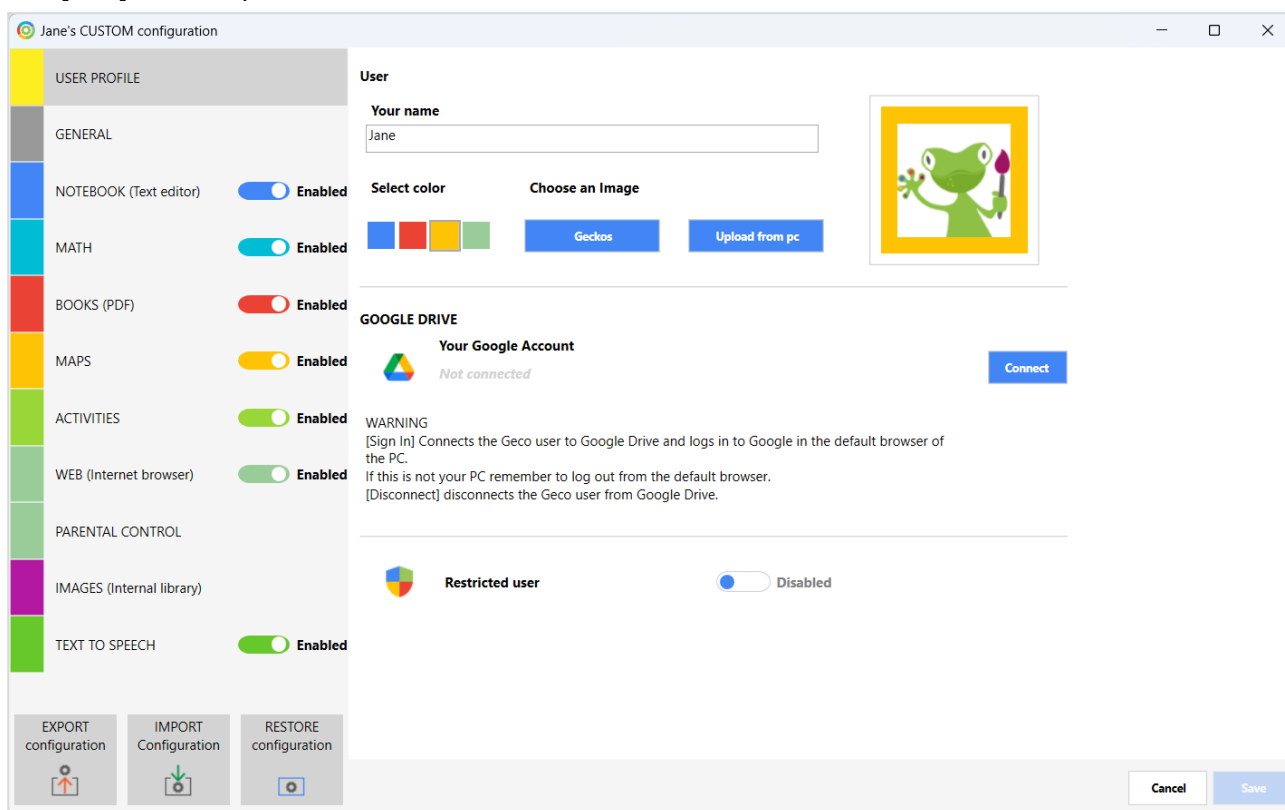 Jane's CUSTOM configuration
USER PROFILE
GENERAL
NOTEBOOK (Text editor)
Enabled
MATH
Enabled
BOOKS (PDF)
Enabled
MAPS
Enabled
ACTIVITIES
Enabled
WEB (Internet browser)
Enabled
PARENTAL CONTROL
IMAGES (Internal library)
TEXT TO SPEECH
Enabled
EXPORT
configuration
IMPORT
Configuration
RESTORE
configuration
User
Your name
Jane
Select color
Choose an Image
Geckos
Upload from pc
GOOGLE DRIVE
Your Google Account
Not connected
Connect
WARNING
[Sign In] Connects the Geco user to Google Drive and logs in to Google in the default browser of
the PC.
If this is not your PC remember to log out from the default browser.
[Disconnect] disconnects the Geco user from Google Drive.
Restricted user
Disabled
Cancel
Save